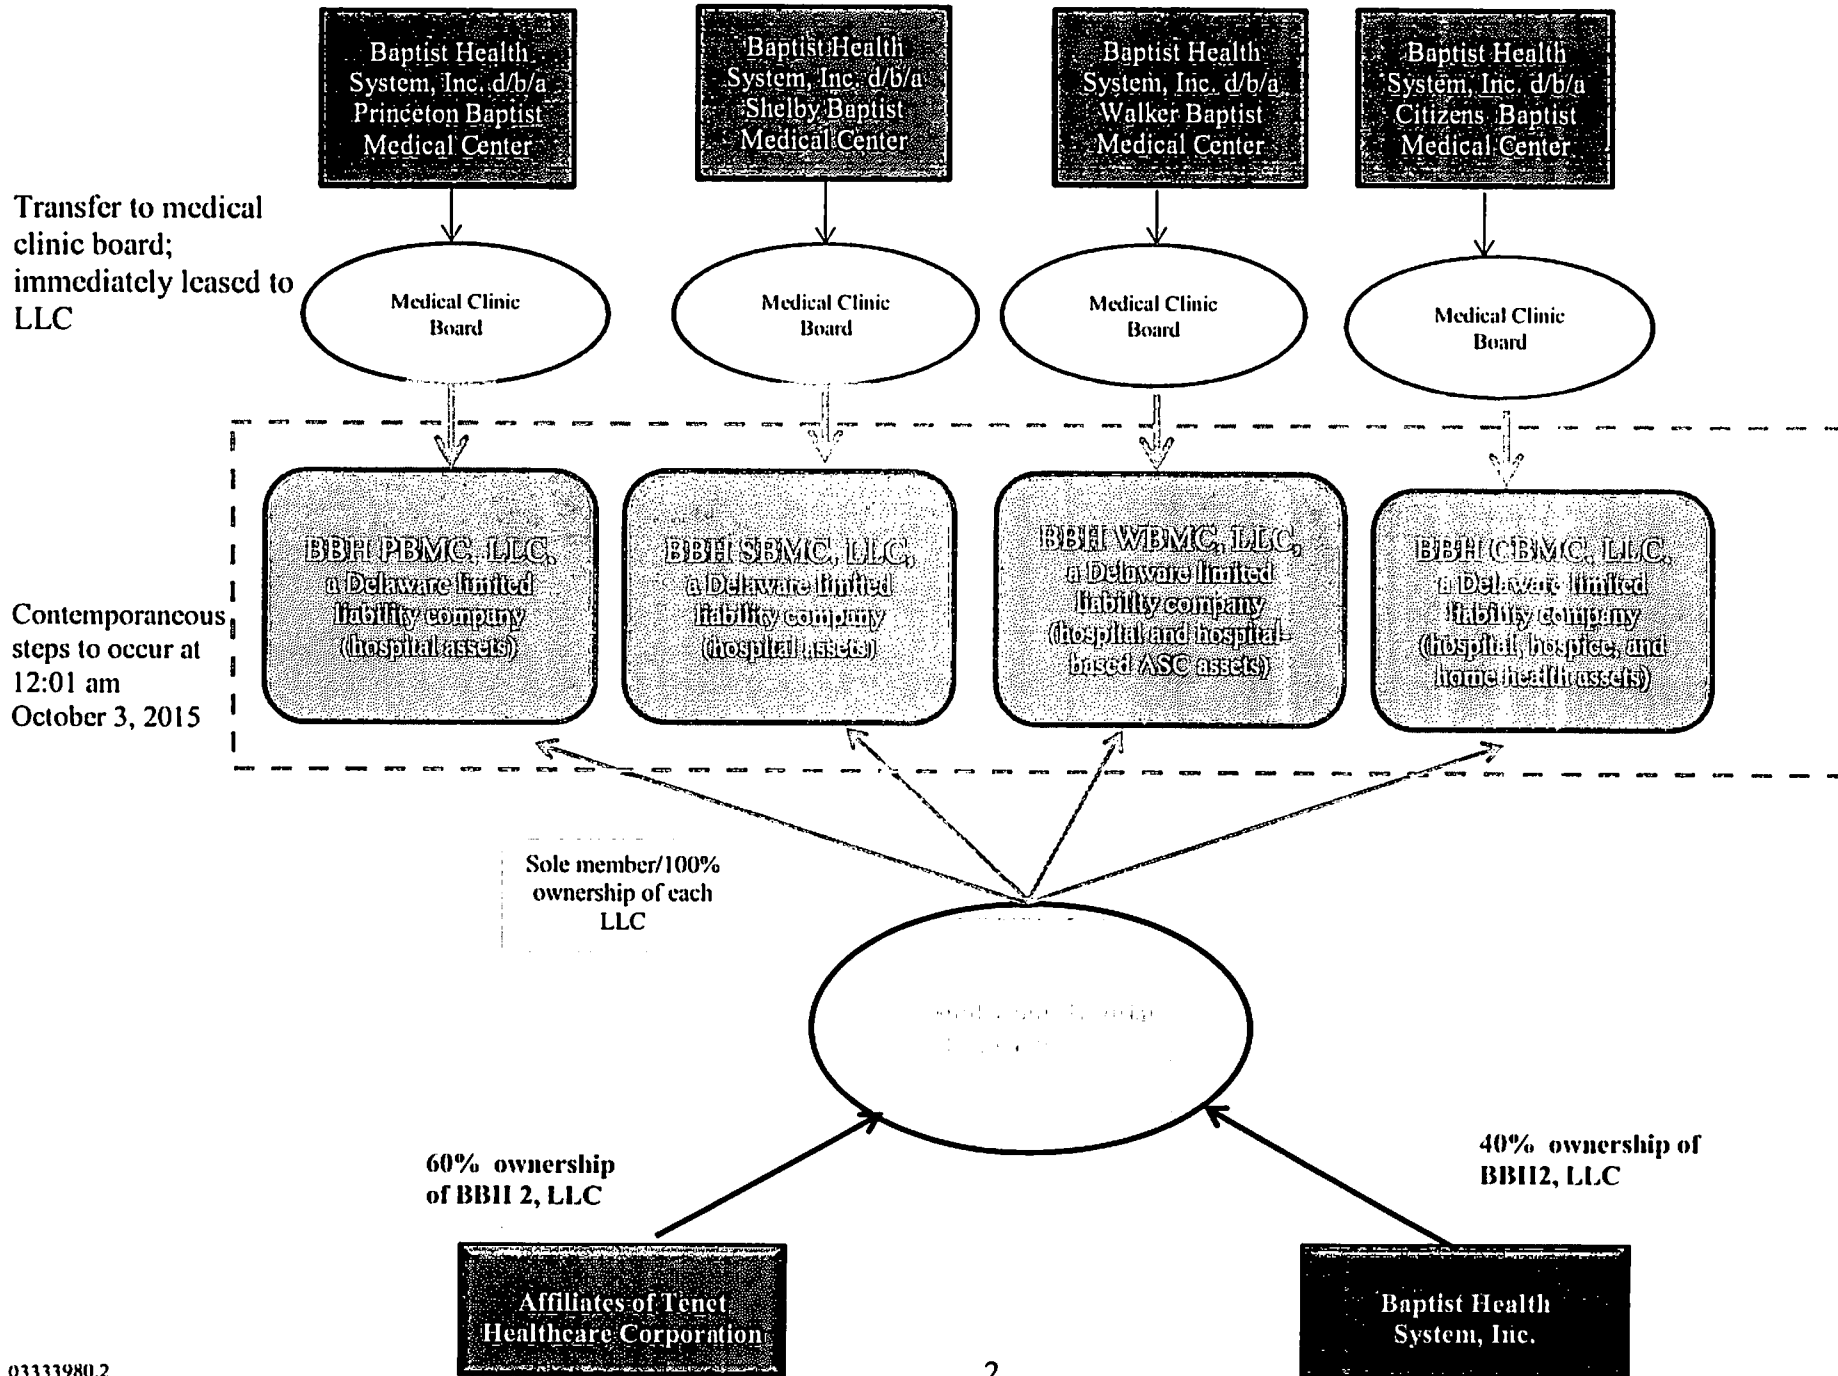 Baptist Health
System, Inc. d/b/a
Princeton Baptist
Medical Center
Baptist Health
System, Inc. d/b/a
Shelby Baptist
Medical Center
Baptist Health
System, Inc. d/b/a
Walker Baptist
Medical Center
Baptist Health
System, Inc. d/b/a
Citizens Baptist
Medical Center
Transfer to medical
clinic board;
immediately leased to
LLC
Medical Clinic
Board
Medical Clinic
Board
Medical Clinic
Board
Medical Clinic
Board
Contemporaneous
steps to occur at
12:01 am
October 3, 2015
BBH PBMC, LLC,
a Delaware limited
liability company
(hospital assets)
BBH SBMC, LLC,
a Delaware limited
liability company
(hospital assets)
BBH WBMC, LLC,
a Delaware limited
liability company
(hospital and hospital-
based ASC assets)
BBH CBMC, LLC,
a Delaware limited
liability company
(hospital, hospice, and
home health assets)
Sole member/100%
ownership of each
LLC
60% ownership
of BBH 2, LLC
40% ownership of
BBH2, LLC
Affiliates of Tenet
Healthcare Corporation
Baptist Health
System, Inc.
03333980.2
2